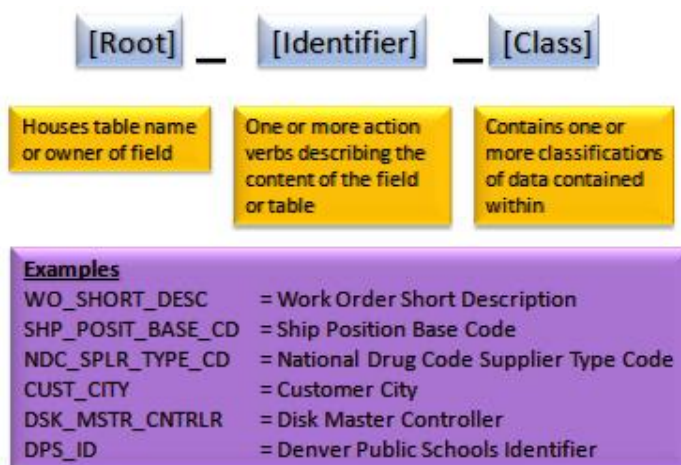 [Root] _ [Identifier] _ [Class]
Houses table name
or owner of field
One or more action
verbs describing the
content of the field
or table
Contains one or
more classifications
of data contained
within
Examples
WO_SHORT_DESC = Work Order Short Description
SHP_POSIT_BASE_CD = Ship Position Base Code
NDC_SPLR_TYPE_CD = National Drug Code Supplier Type Code
CUST_CITY = Customer City
DSK_MSTR_CNTRLR = Disk Master Controller
DPS_ID = Denver Public Schools Identifier